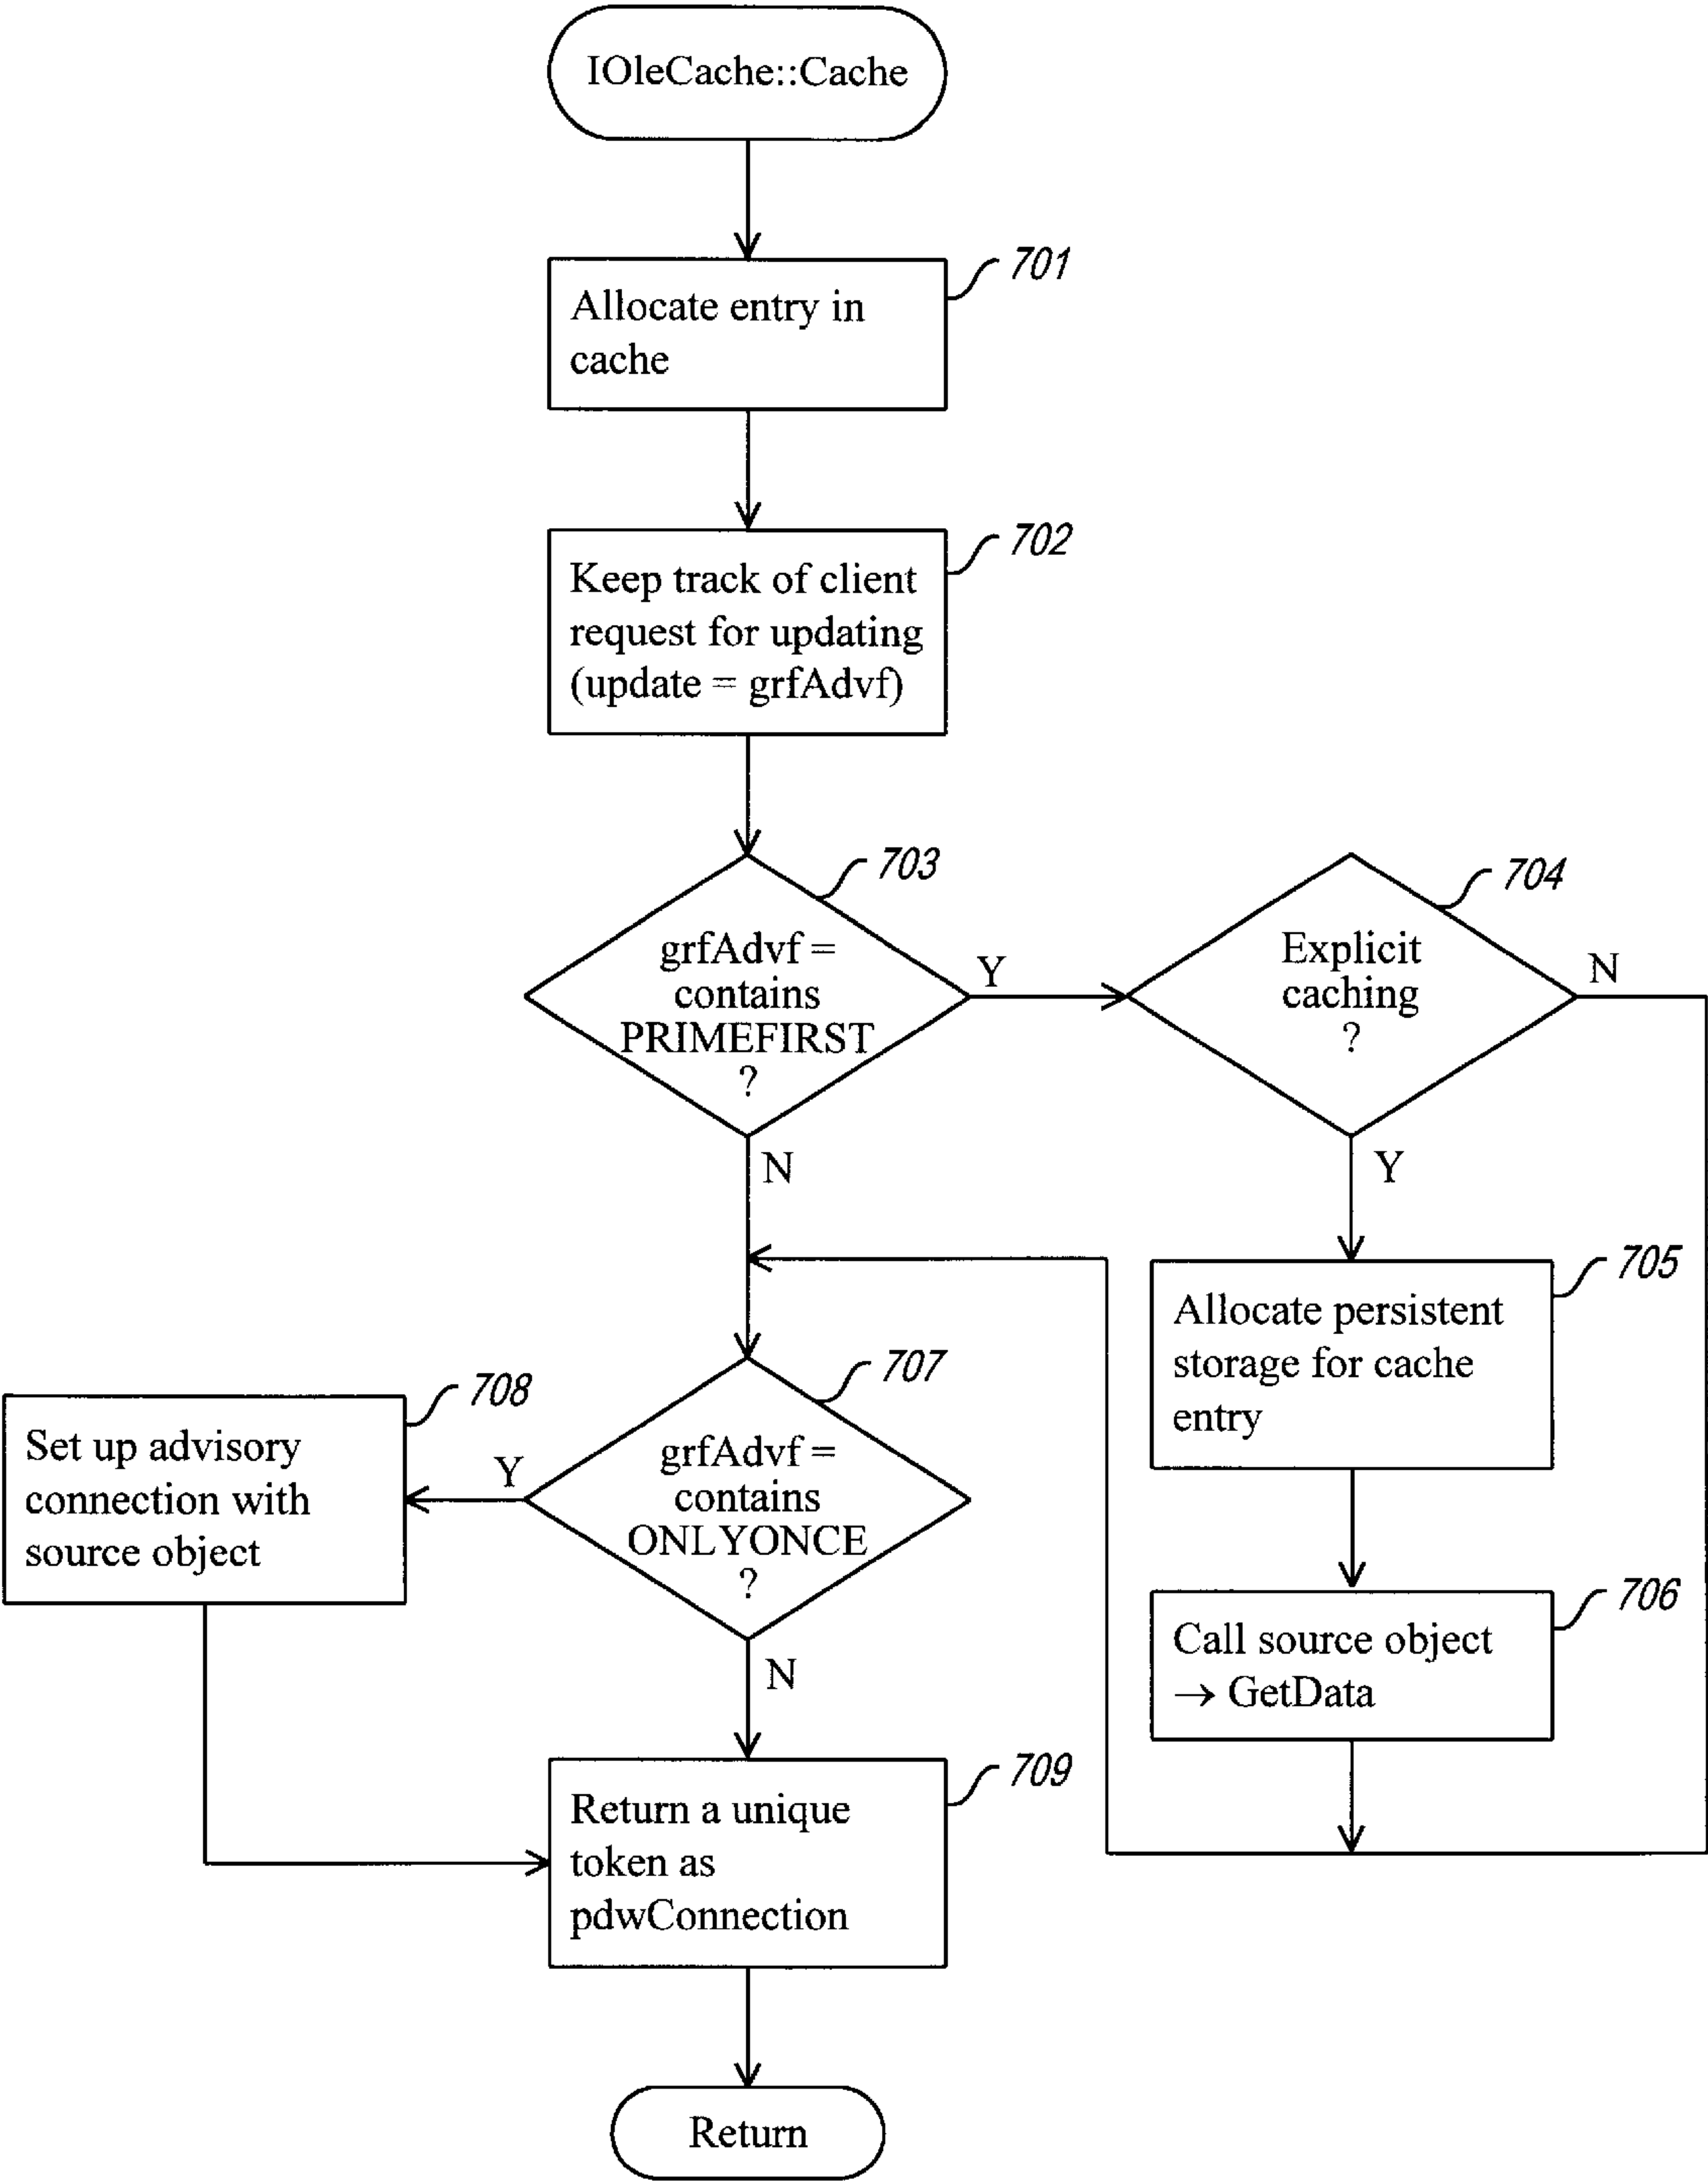 IOleCache::Cache
701
Allocate entry in
cache
702
Keep track of client
request for updating
(update = grfAdvf)
703
grfAdvf =
contains
PRIMEFIRST
?
Y
N
704
Explicit
caching
?
N
Y
705
Allocate persistent
storage for cache
entry
706
Call source object
→ GetData
707
grfAdvf =
contains
ONLYONCE
?
Y
N
708
Set up advisory
connection with
source object
709
Return a unique
token as
pdwConnection
Return